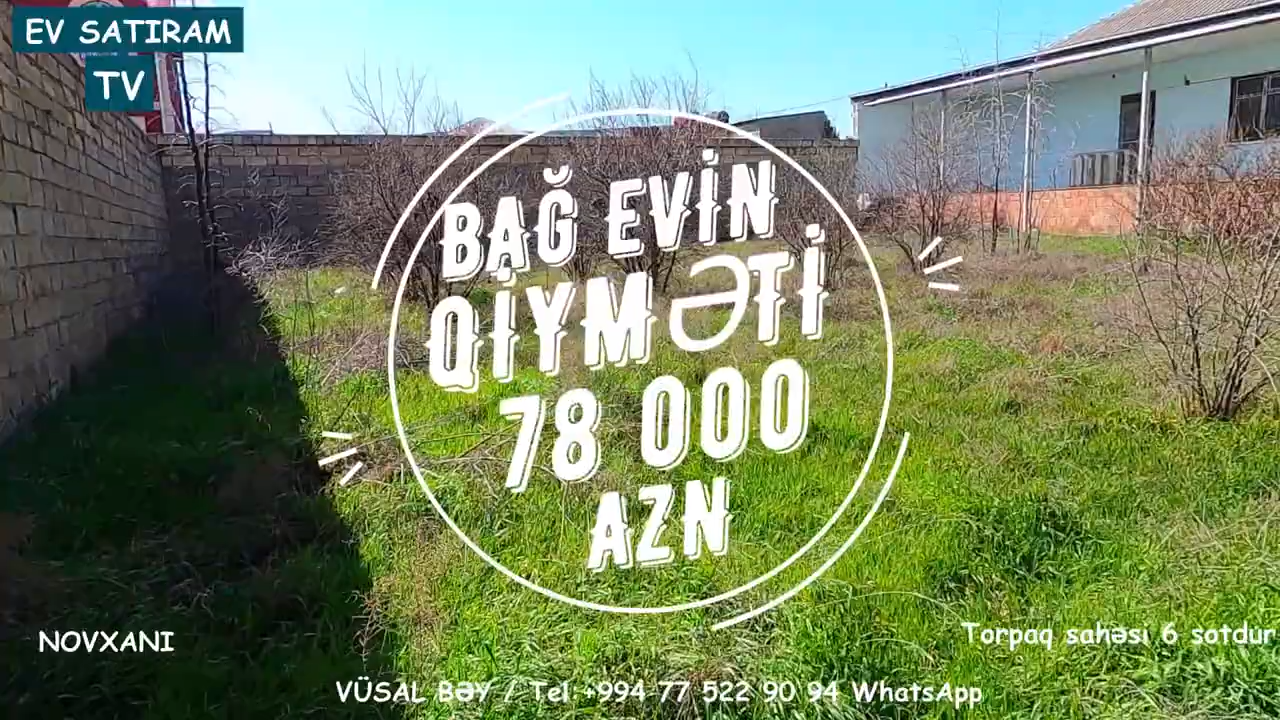 EV SATIRAM
TV
BAĞ EVİN
QİYMƏTİ
78 000
AZN
NOVXANI
Torpaq sahəsi 6 sotdur
VÜSAL BƏY / Tel:+994 77 522 90 94 WhatsApp